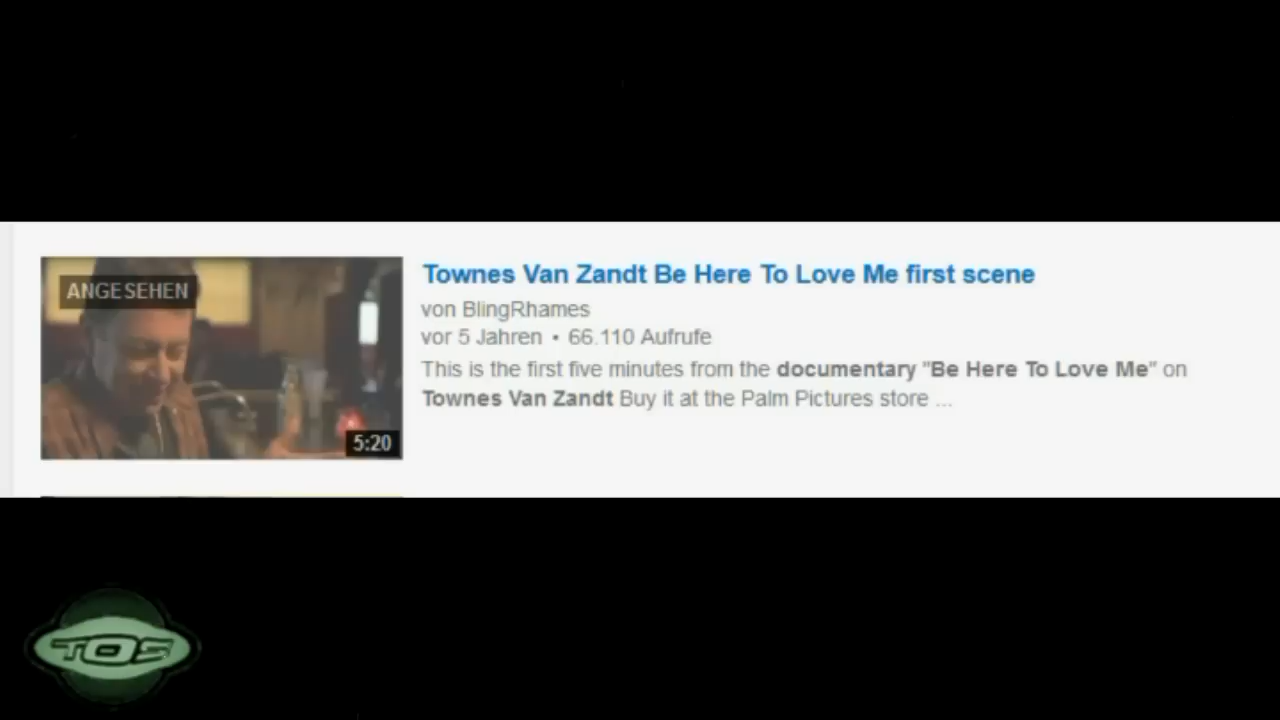 ANGESEHEN
5:20
Townes Van Zandt Be Here To Love Me first scene
von BlingRhames
vor 5 Jahren • 66.110 Aufrufe
This is the first five minutes from the documentary "Be Here To Love Me" on
Townes Van Zandt Buy it at the Palm Pictures store ...
TOS